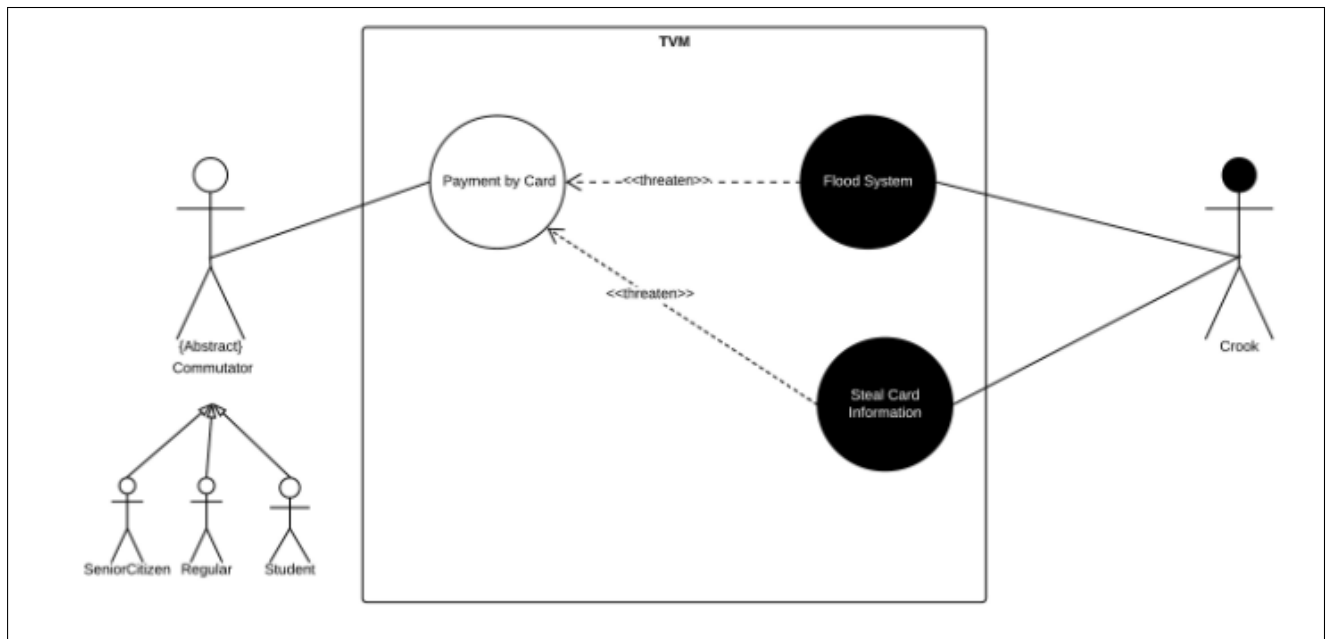 TVM
Payment by Card
<<threaten>>
Flood System
<<threaten>>
{Abstract}
Commutator
Crook
Steal Card
Information
SeniorCitizen
Regular
Student